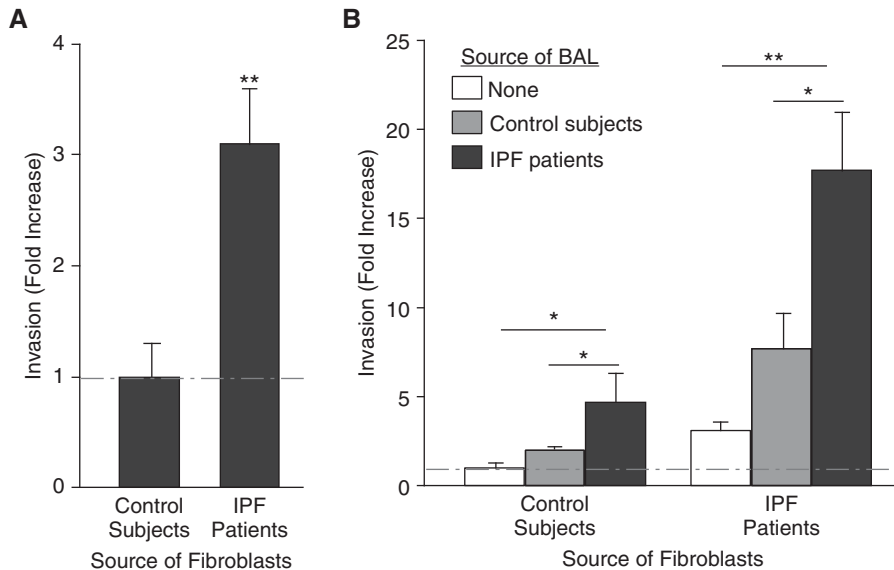 A
Invasion (Fold Increase)
4
3
2
1
0
**
Control
Subjects
IPF
Patients
Source of Fibroblasts
B
Invasion (Fold Increase)
25
20
15
10
5
0
Source of BAL
None
Control subjects
IPF patients
*
*
**
*
Control
Subjects
IPF
Patients
Source of Fibroblasts